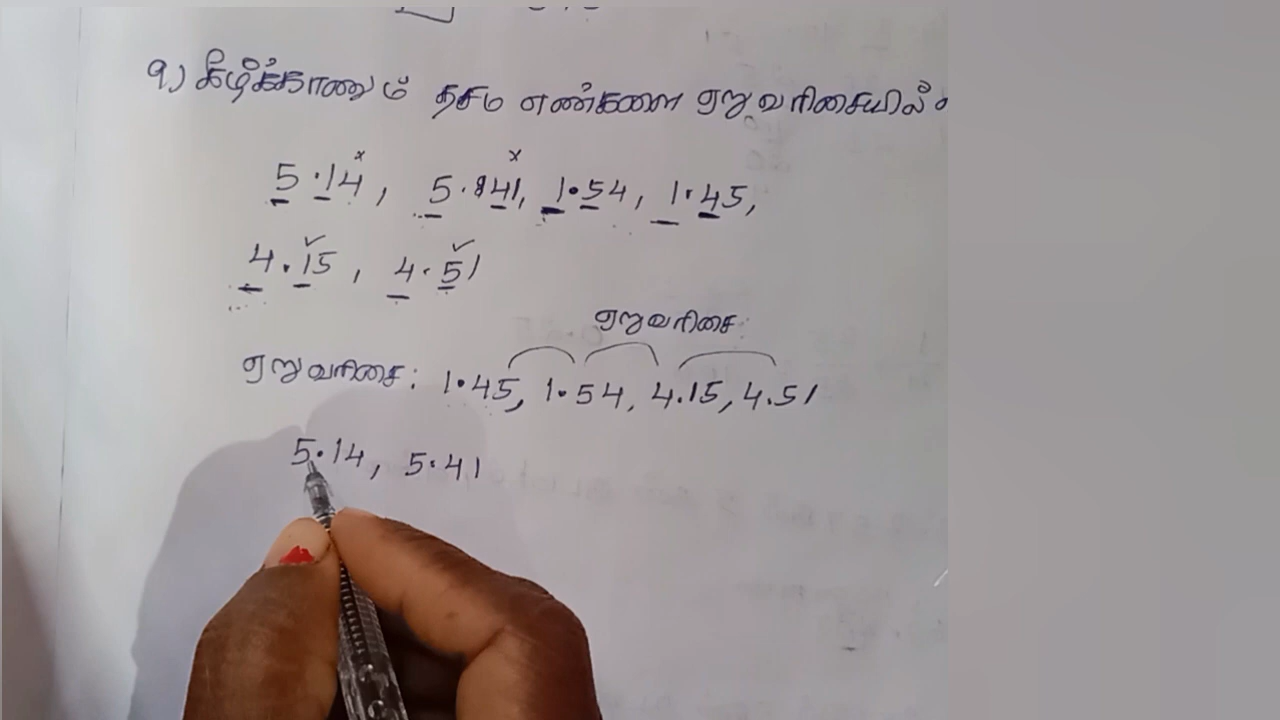 9) கீழ்க்காணும் தசம எண்களை ஏறுவரிசையில்
5.14, 5.41, 1.54, 1.45,
4.15, 4.51
ஏறுவரிசை:
ஏறுவரிசை: 1.45, 1.54, 4.15, 4.51
5.14, 5.41